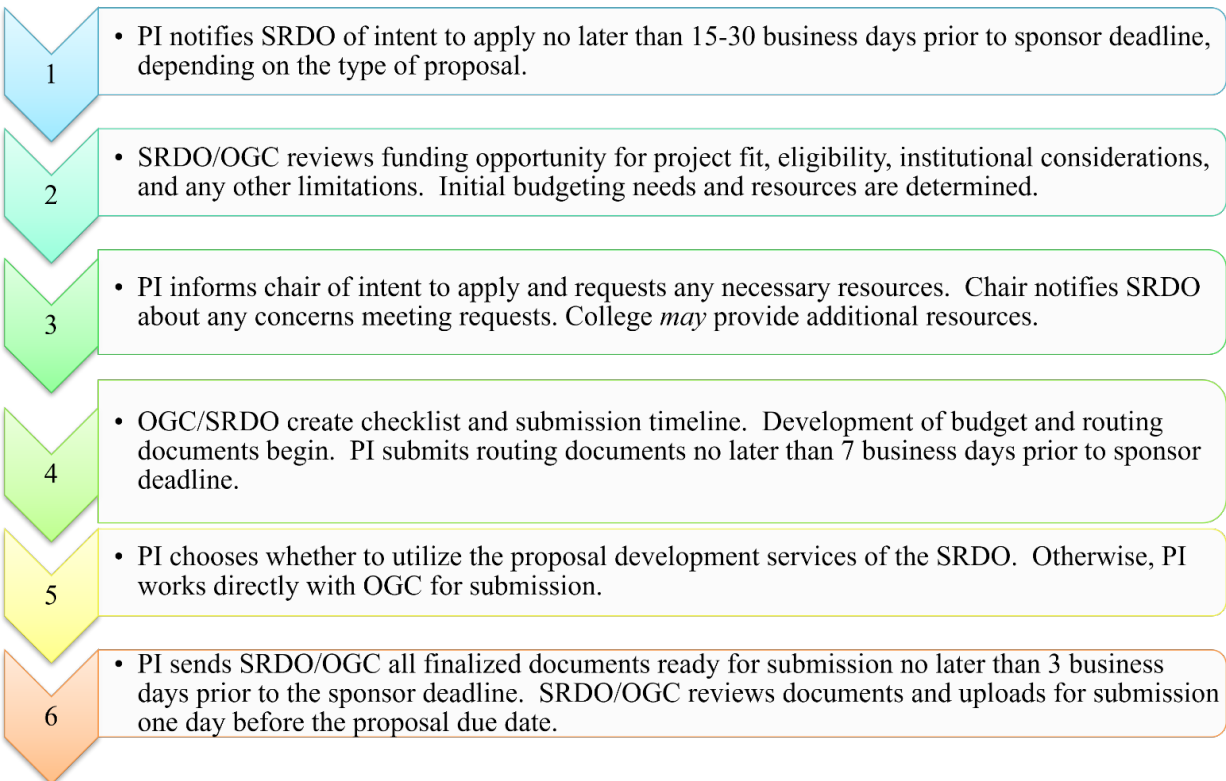 1
• PI notifies SRDO of intent to apply no later than 15-30 business days prior to sponsor deadline,
depending on the type of proposal.
2
• SRDO/OGC reviews funding opportunity for project fit, eligibility, institutional considerations,
and any other limitations.  Initial budgeting needs and resources are determined.
3
• PI informs chair of intent to apply and requests any necessary resources.  Chair notifies SRDO
about any concerns meeting requests. College may provide additional resources.
4
• OGC/SRDO create checklist and submission timeline.  Development of budget and routing
documents begin.  PI submits routing documents no later than 7 business days prior to sponsor
deadline.
5
• PI chooses whether to utilize the proposal development services of the SRDO.  Otherwise, PI
works directly with OGC for submission.
6
• PI sends SRDO/OGC all finalized documents ready for submission no later than 3 business
days prior to the sponsor deadline.  SRDO/OGC reviews documents and uploads for submission
one day before the proposal due date.